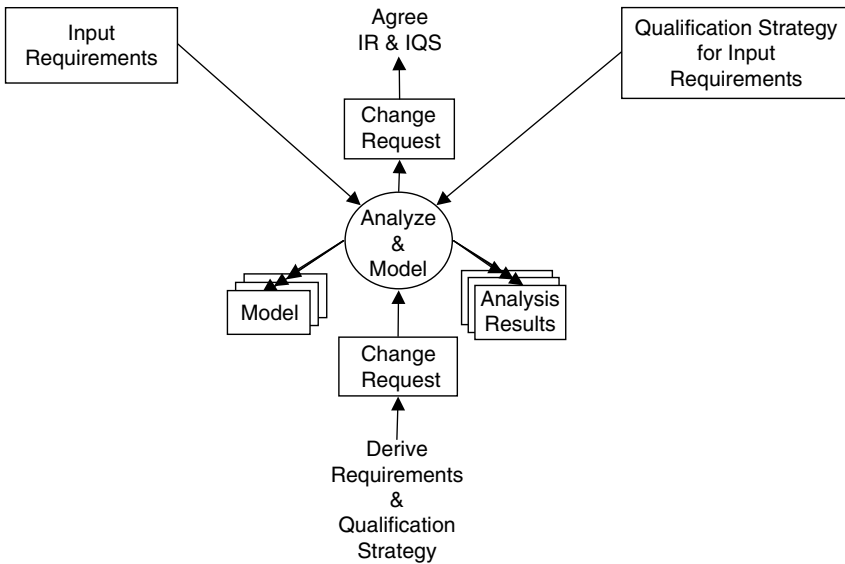 Input
Requirements
Agree
IR & IQS
Qualification Strategy
for Input
Requirements
Change
Request
Analyze
&
Model
Model
Analysis
Results
Change
Request
Derive
Requirements
&
Qualification
Strategy